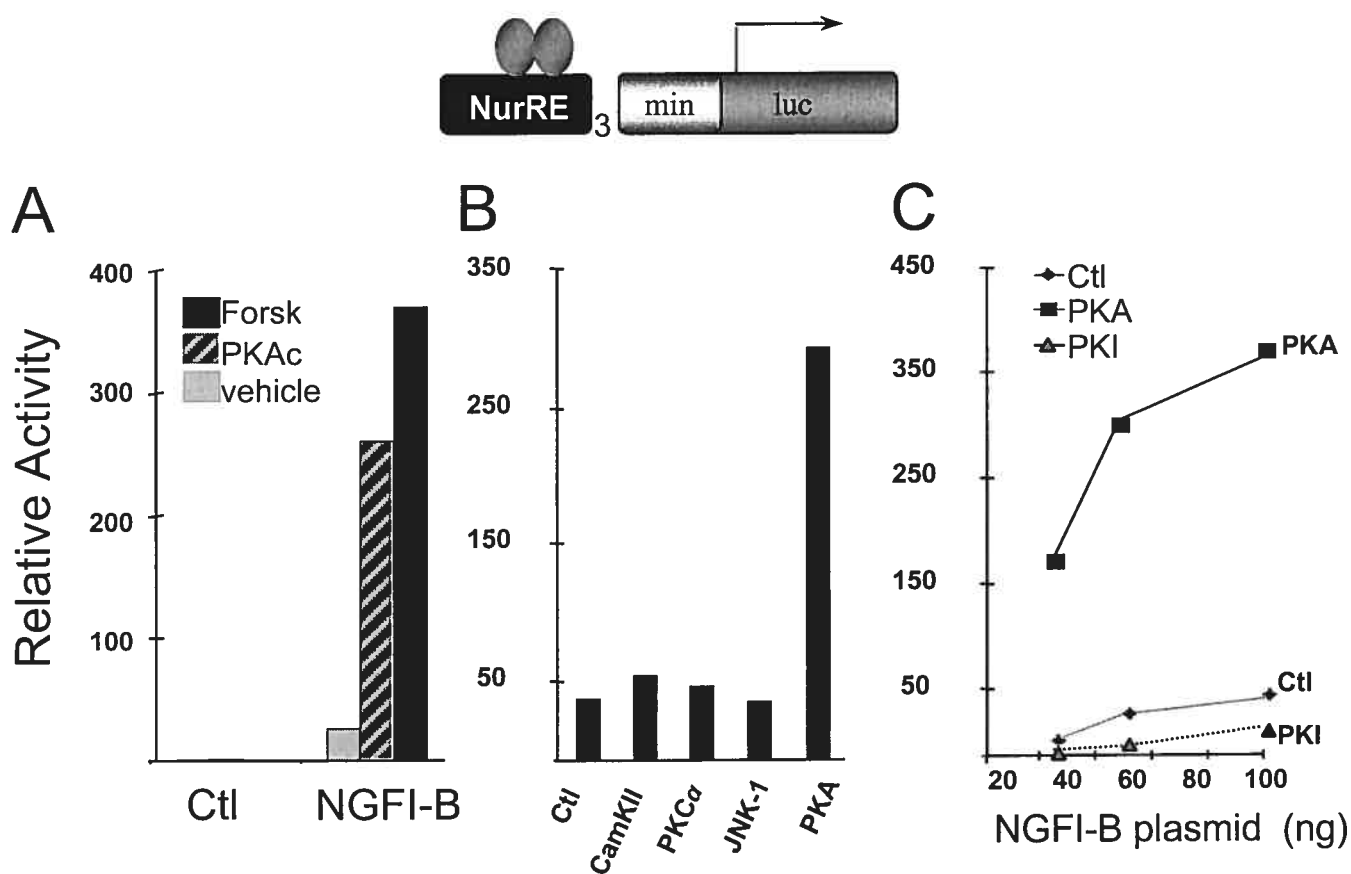 NurRE 3 min luc
A
Relative Activity
400
300
200
100
Forsk
PKAc
vehicle
Ctl NGFI-B
B
350
250
150
50
Ctl
CamKII
PKCα
JNK-1
PKA
C
450
350
250
150
50
Ctl
PKA
PKI
PKA
Ctl
PKI
20 40 60 80 100
NGFI-B plasmid (ng)